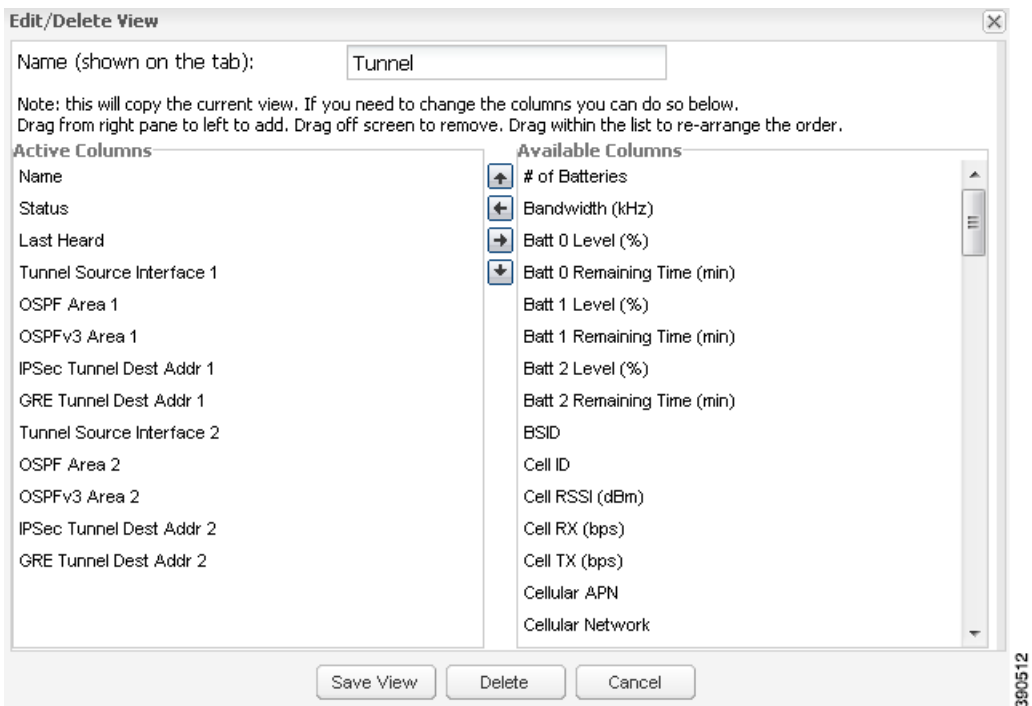 Edit/Delete View
Name (shown on the tab):
Tunnel
Note: this will copy the current view. If you need to change the columns you can do so below.
Drag from right pane to left to add. Drag off screen to remove. Drag within the list to re-arrange the order.
Active Columns
Name
Status
Last Heard
Tunnel Source Interface 1
OSPF Area 1
OSPFv3 Area 1
IPSec Tunnel Dest Addr 1
GRE Tunnel Dest Addr 1
Tunnel Source Interface 2
OSPF Area 2
OSPFv3 Area 2
IPSec Tunnel Dest Addr 2
GRE Tunnel Dest Addr 2
Available Columns
# of Batteries
Bandwidth (kHz)
Batt 0 Level (%)
Batt 0 Remaining Time (min)
Batt 1 Level (%)
Batt 1 Remaining Time (min)
Batt 2 Level (%)
Batt 2 Remaining Time (min)
BSID
Cell ID
Cell RSSI (dBm)
Cell RX (bps)
Cell TX (bps)
Cellular APN
Cellular Network
Save View
Delete
Cancel
390512